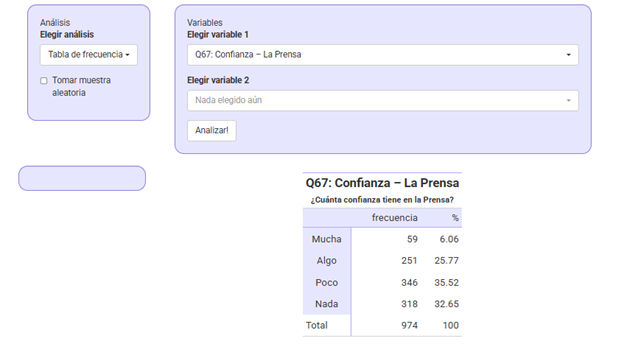 Análisis
Elegir análisis
Tabla de frecuencia
Tomar muestra
aleatoria
Variables
Elegir variable 1
Q67: Confianza – La Prensa
Elegir variable 2
Nada elegido aún
Analizar!
Q67: Confianza – La Prensa
¿Cuánta confianza tiene en la Prensa?
frecuencia %
Mucha 59 6.06
Algo 251 25.77
Poco 346 35.52
Nada 318 32.65
Total 974 100